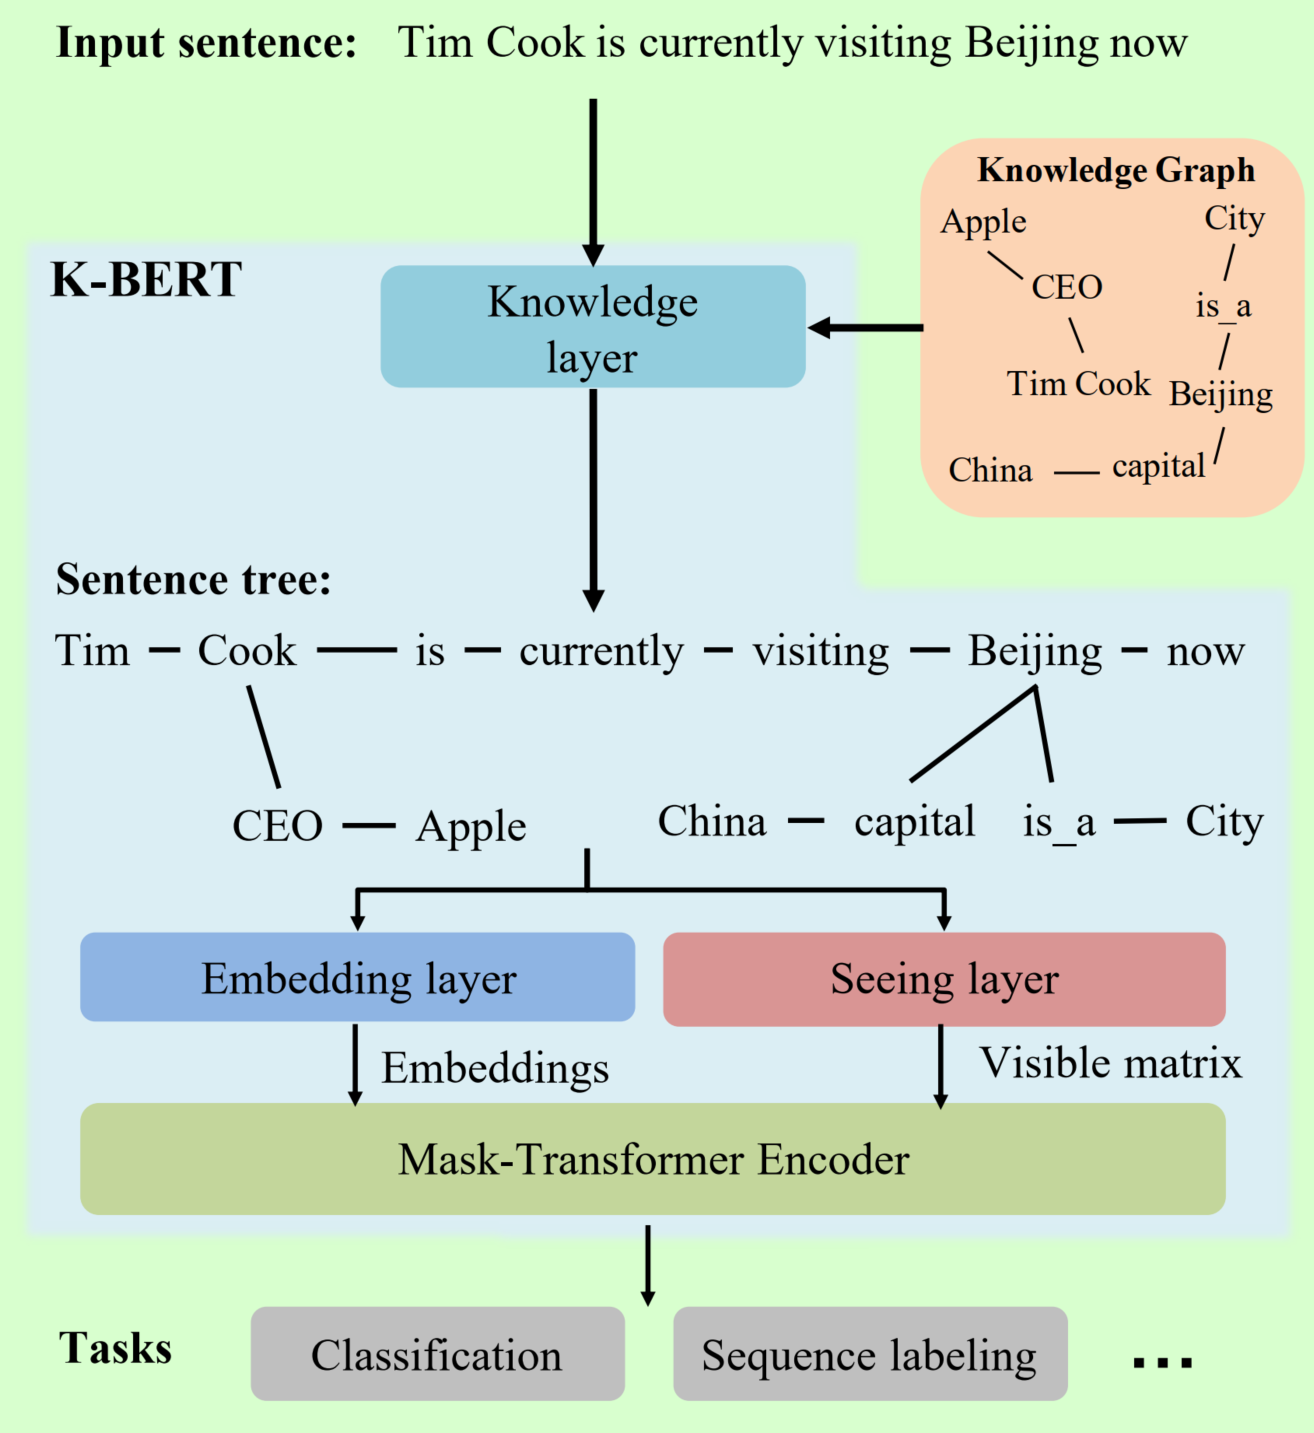 Input sentence: Tim Cook is currently visiting Beijing now
Knowledge Graph
Apple
City
CEO
is_a
Tim Cook
Beijing
China
capital
K-BERT
Knowledge
layer
Sentence tree:
Tim Cook is currently visiting Beijing now
CEO Apple China capital is_a City
Embedding layer
Seeing layer
Embeddings
Visible matrix
Mask-Transformer Encoder
Tasks
Classification
Sequence labeling
...